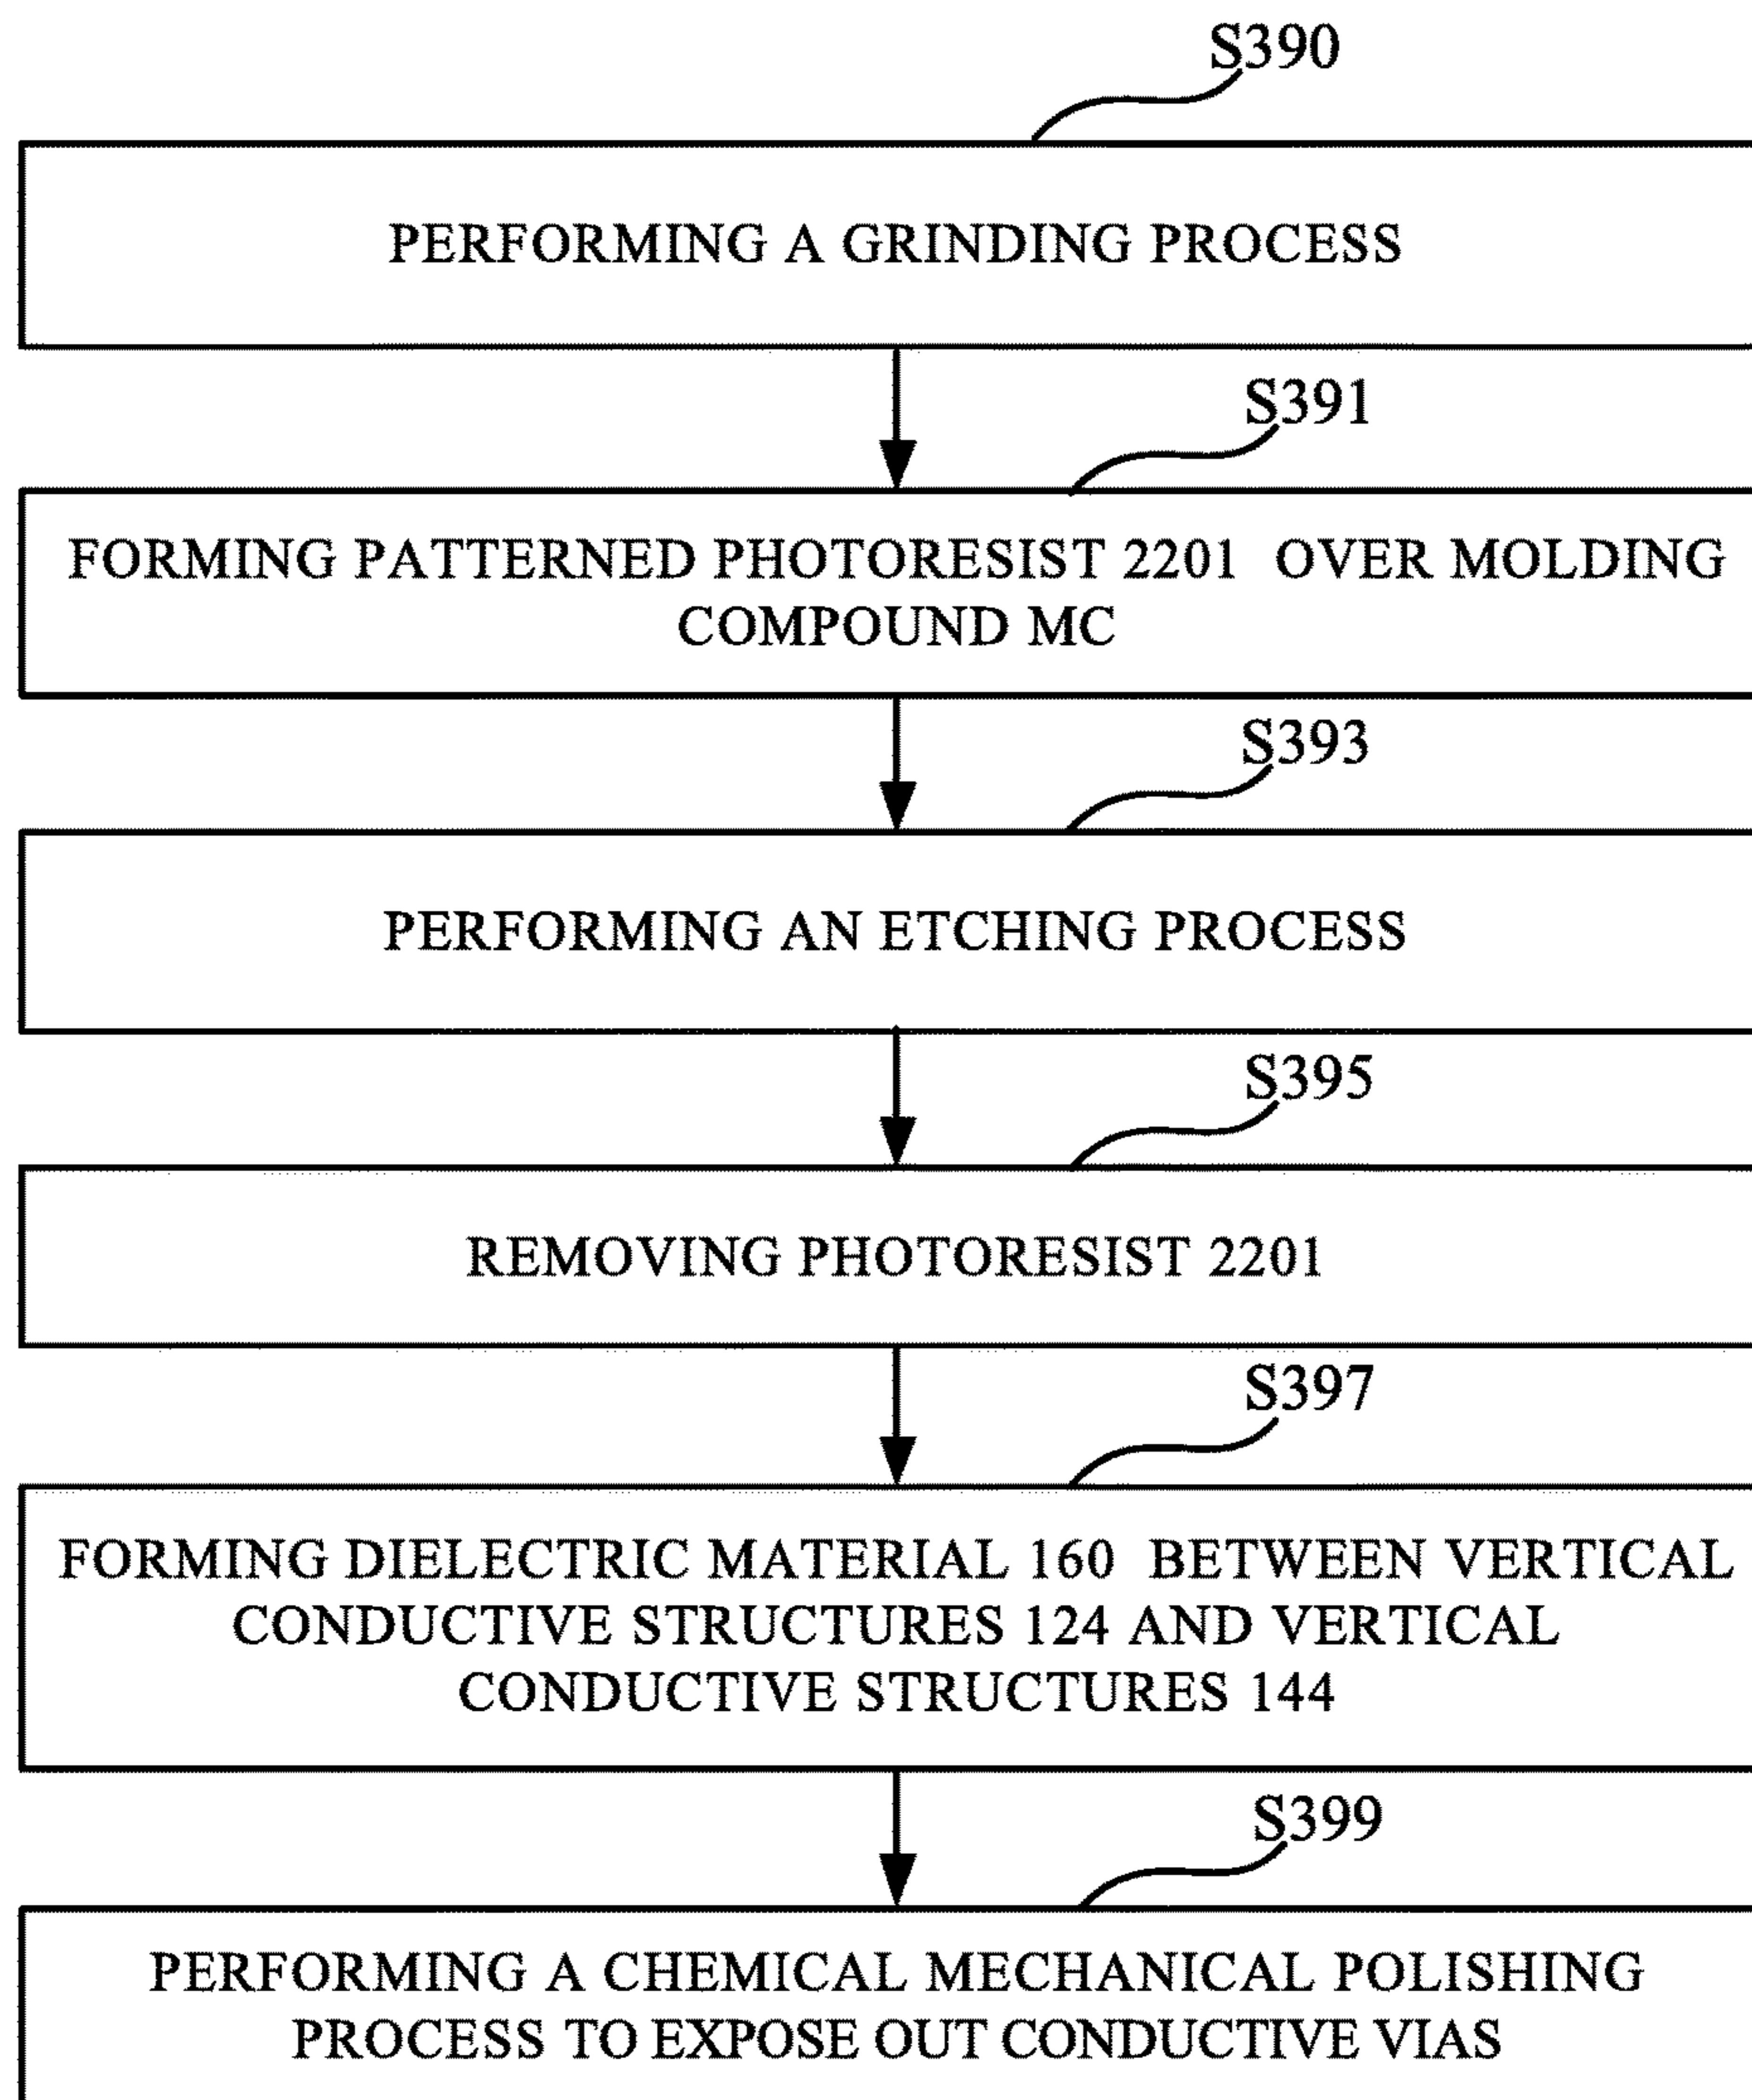 S390
PERFORMING A GRINDING PROCESS
S391
FORMING PATTERNED PHOTORESIST 2201 OVER MOLDING
COMPOUND MC
S393
PERFORMING AN ETCHING PROCESS
S395
REMOVING PHOTORESIST 2201
S397
FORMING DIELECTRIC MATERIAL 160 BETWEEN VERTICAL
CONDUCTIVE STRUCTURES 124 AND VERTICAL
CONDUCTIVE STRUCTURES 144
S399
PERFORMING A CHEMICAL MECHANICAL POLISHING
PROCESS TO EXPOSE OUT CONDUCTIVE VIAS